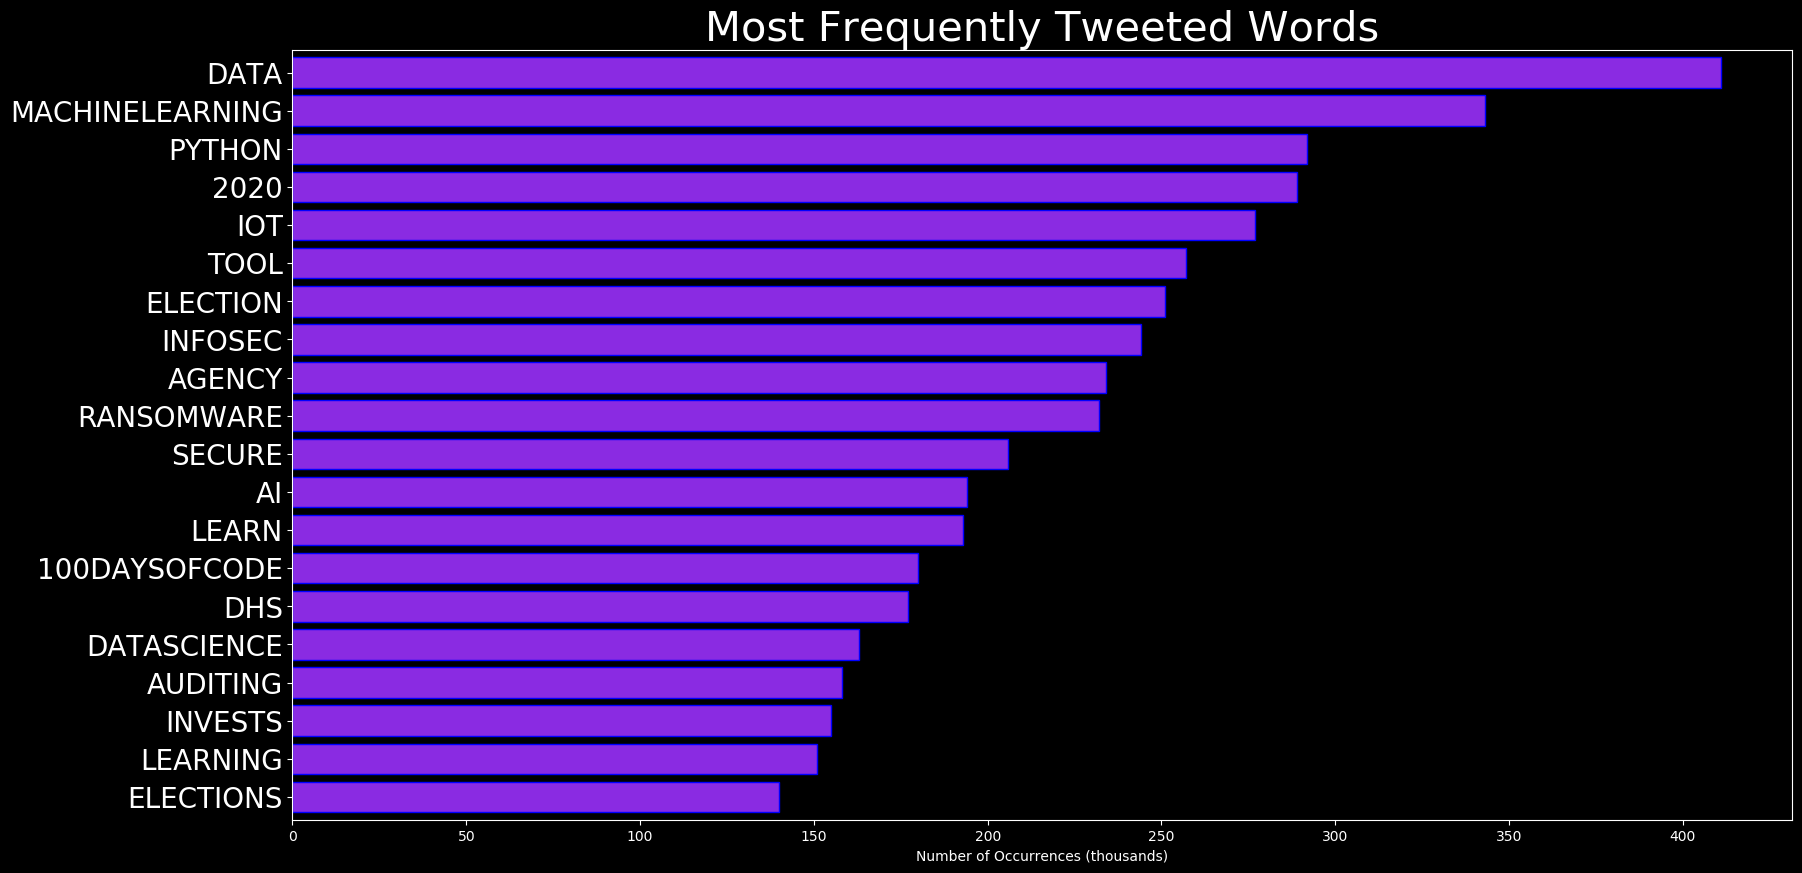 Most Frequently Tweeted Words
DATA
MACHINELEARNING
PYTHON
2020
IOT
TOOL
ELECTION
INFOSEC
AGENCY
RANSOMWARE
SECURE
AI
LEARN
100DAYSOFCODE
DHS
DATASCIENCE
AUDITING
INVESTS
LEARNING
ELECTIONS
0 50 100 150 200 250 300 350 400
Number of Occurrences (thousands)